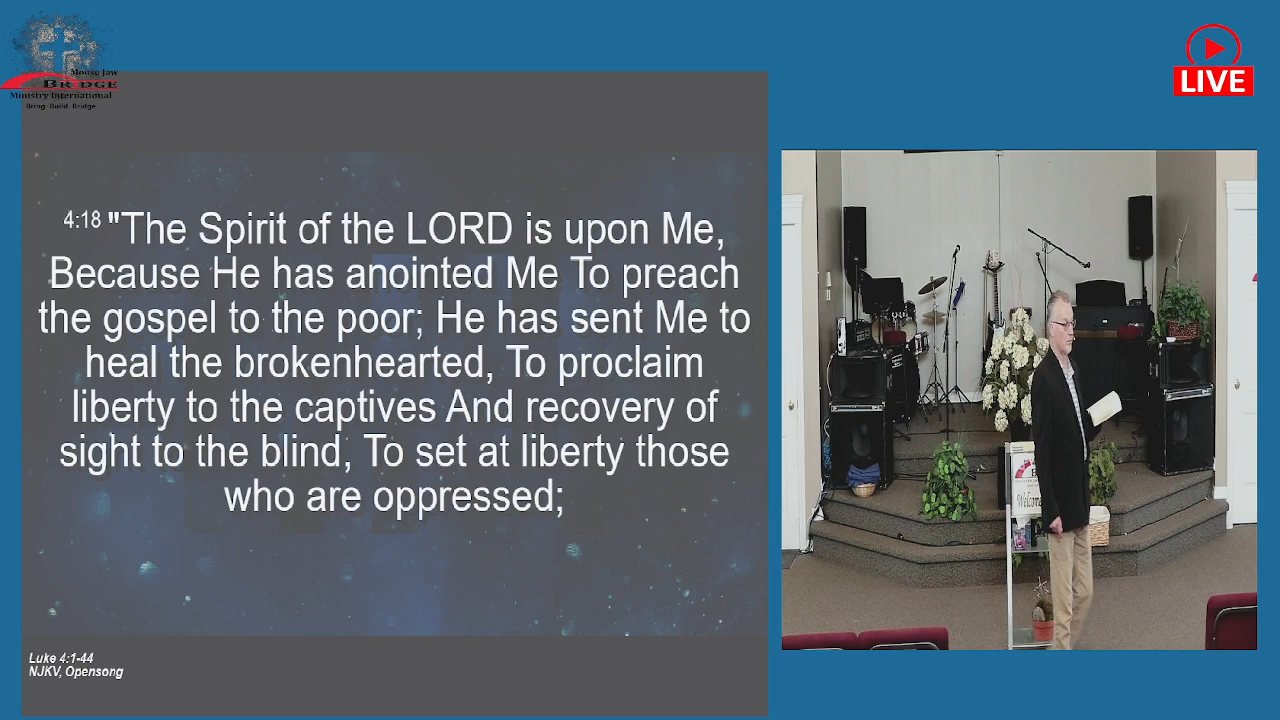 Moose Jaw
BRIDGE
Ministry International
Bring · Build · Bridge
LIVE
4:18 "The Spirit of the LORD is upon Me,
Because He has anointed Me To preach
the gospel to the poor; He has sent Me to
heal the brokenhearted, To proclaim
liberty to the captives And recovery of
sight to the blind, To set at liberty those
who are oppressed;
Welcome
Luke 4:1-44
NJKV, Opensong